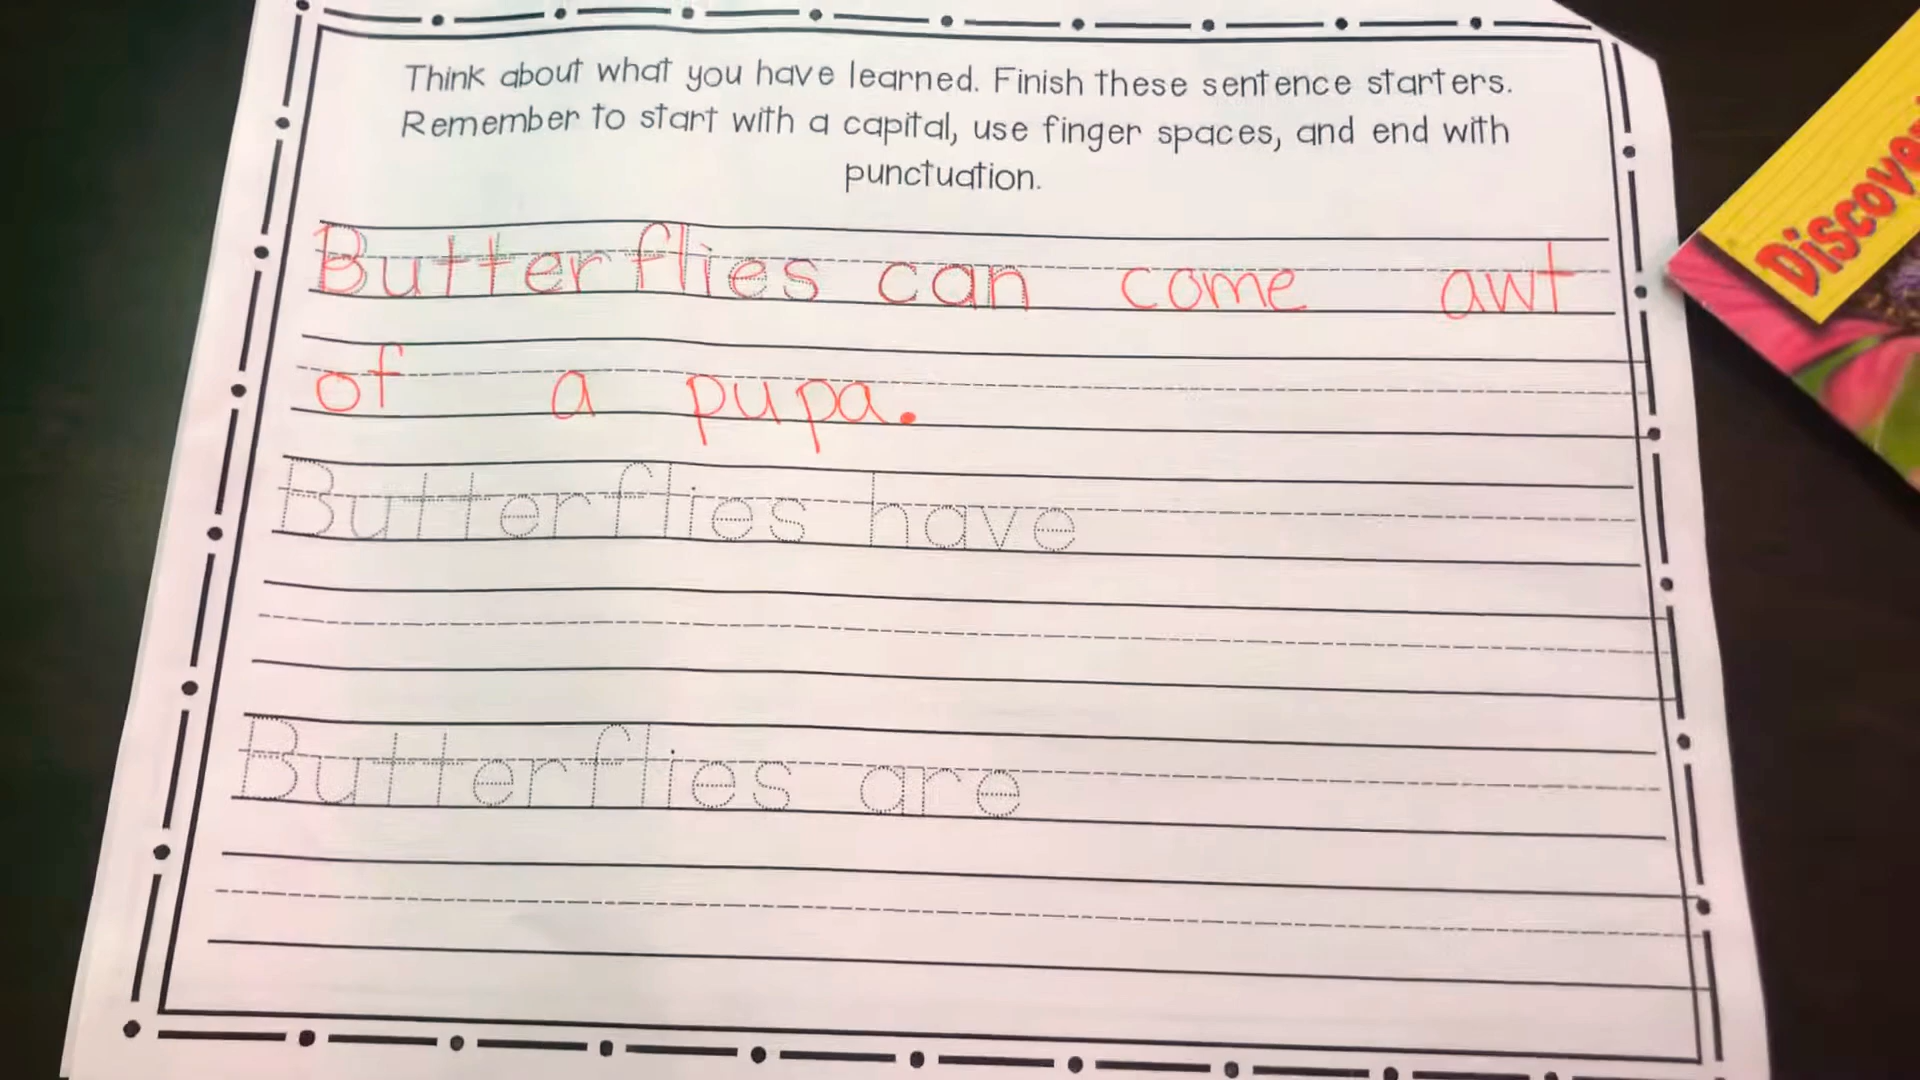 Think about what you have learned. Finish these sentence starters.
Remember to start with a capital, use finger spaces, and end with
punctuation.
Butterflies can come awt
of a pupa.
Butterflies have
Butterflies are